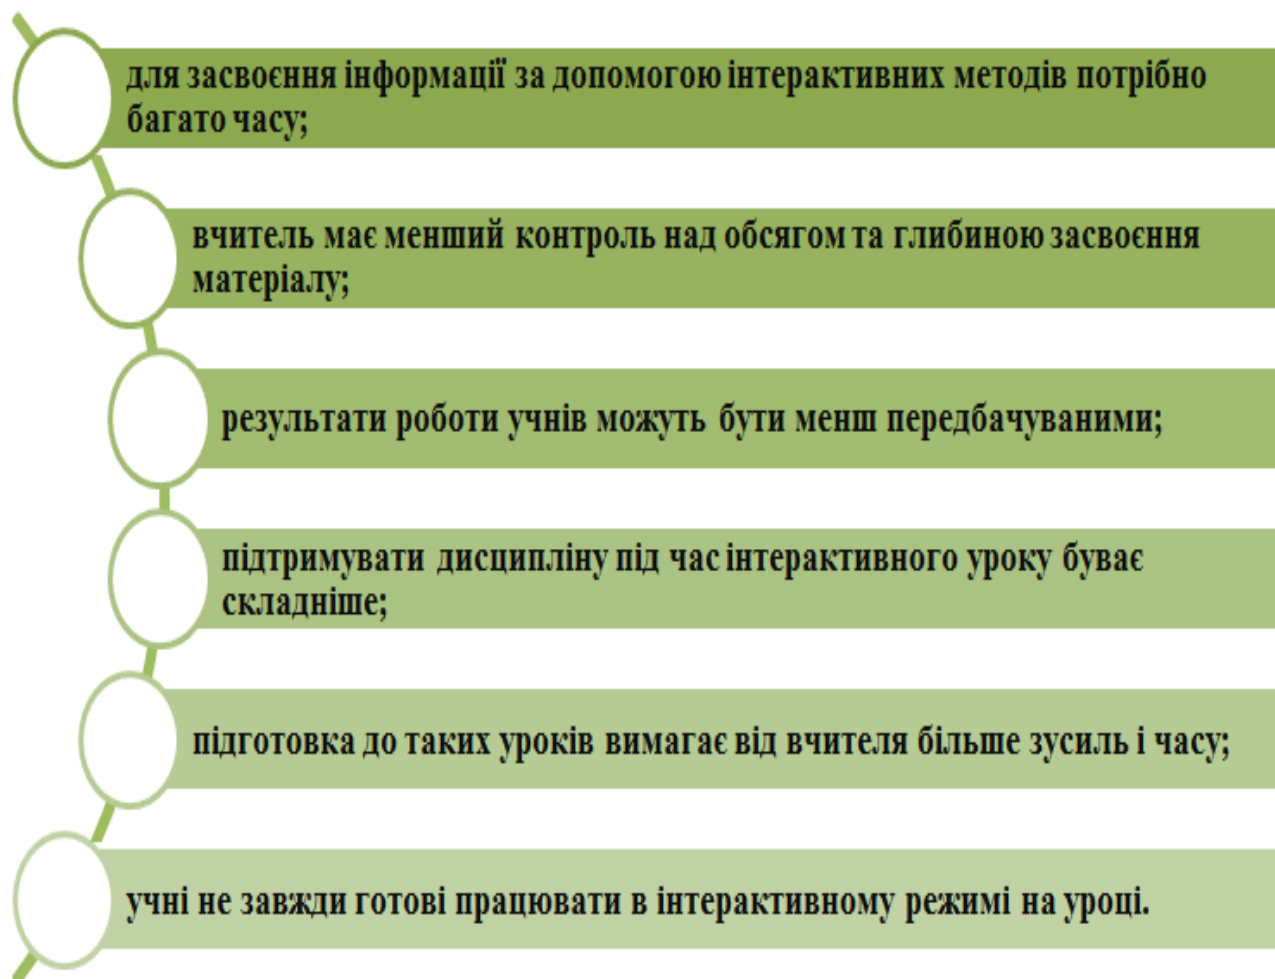 для засвоєння інформації за допомогою інтерактивних методів потрібно
багато часу;
вчитель має менший контроль над обсягом та глибиною засвоєння
матеріалу;
результати роботи учнів можуть бути менш передбачуваними;
підтримувати дисципліну під час інтерактивного уроку буває
складніше;
підготовка до таких уроків вимагає від вчителя більше зусиль і часу;
учні не завжди готові працювати в інтерактивному режимі на уроці.